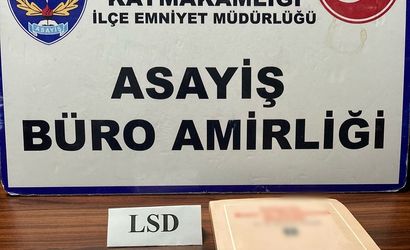 KAYMAKAMLIĞI
İLÇE EMNİYET MÜDÜRLÜĞÜ
ASAYİŞ
ASAYİŞ
BÜRO AMİRLİĞİ
LSD